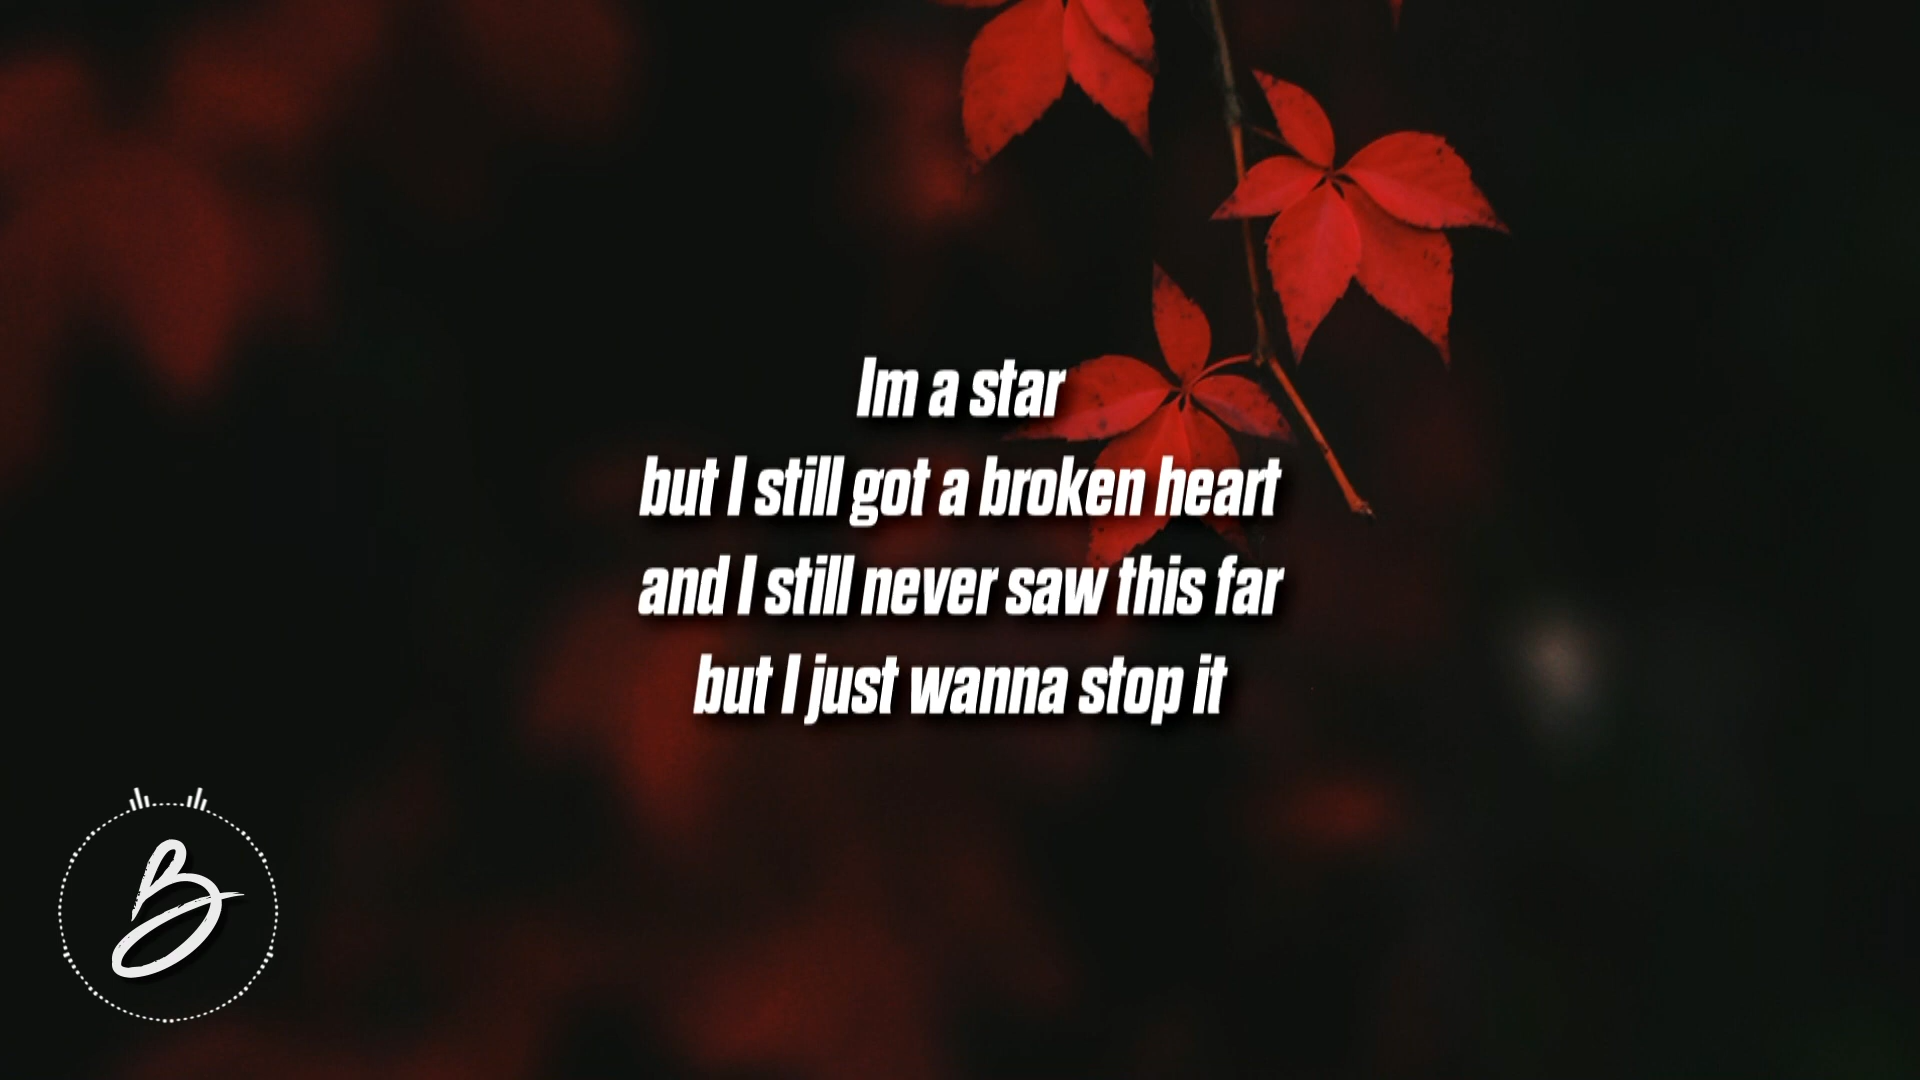 Im a star
but I still got a broken heart
and I still never saw this far
but I just wanna stop it
B